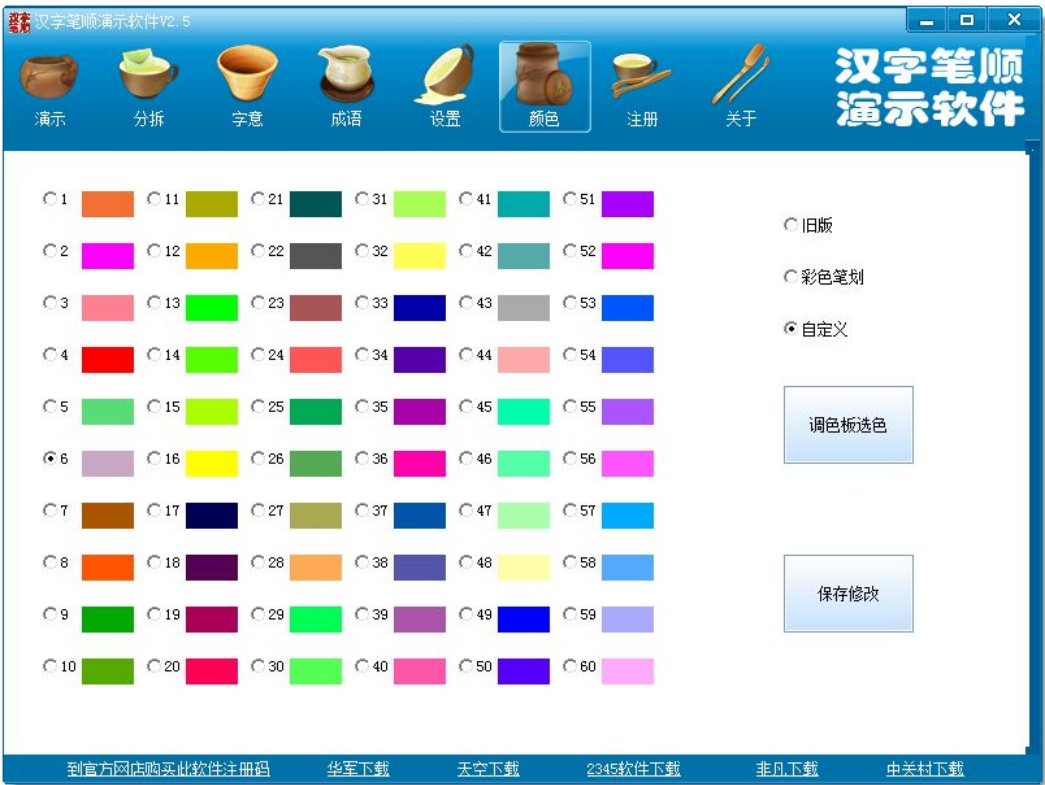 汉字笔顺演示软件V2.5
演示 分拆 字意 成语 设置 颜色 注册 关于
汉字笔顺
演示软件
1 11 21 31 41 51
2 12 22 32 42 52
3 13 23 33 43 53
4 14 24 34 44 54
5 15 25 35 45 55
6 16 26 36 46 56
7 17 27 37 47 57
8 18 28 38 48 58
9 19 29 39 49 59
10 20 30 40 50 60
旧版
彩色笔划
自定义
调色板选色
保存修改
到官方网店购买此软件注册码 华军下载 天空下载 2345软件下载 非凡下载 中关村下载